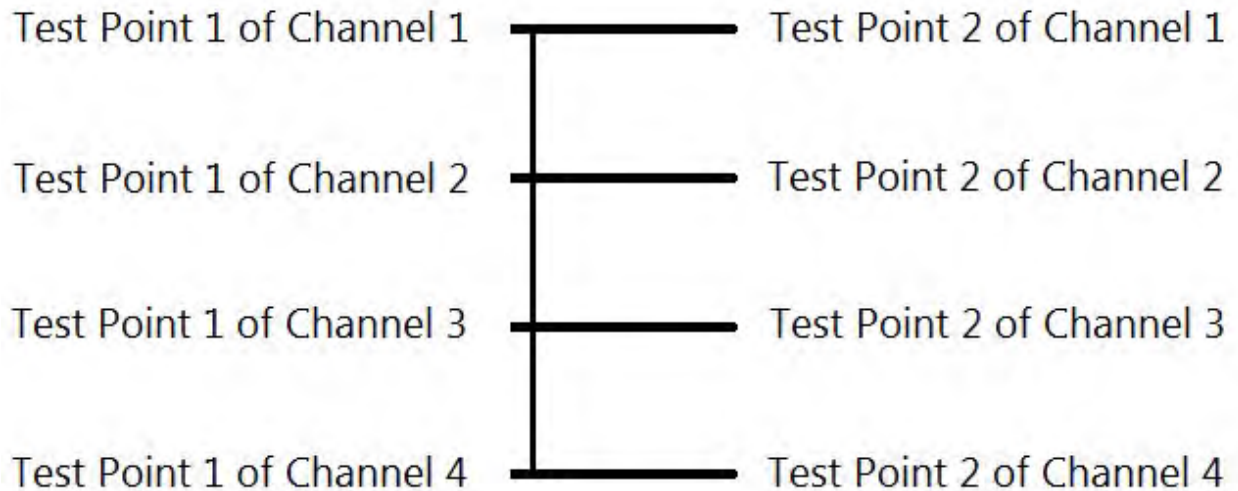 Test Point 1 of Channel 1 Test Point 2 of Channel 1
Test Point 1 of Channel 2 Test Point 2 of Channel 2
Test Point 1 of Channel 3 Test Point 2 of Channel 3
Test Point 1 of Channel 4 Test Point 2 of Channel 4